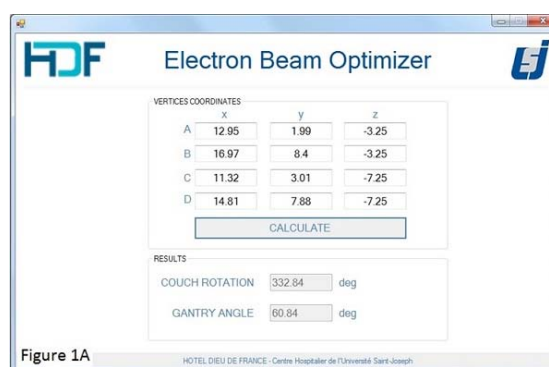 HDF Electron Beam Optimizer
VERTICES COORDINATES
x y z
A 12.95 1.99 -3.25
B 16.97 8.4 -3.25
C 11.32 3.01 -7.25
D 14.81 7.88 -7.25
CALCULATE
RESULTS
COUCH ROTATION 332.84 deg
GANTRY ANGLE 60.84 deg
Figure 1A
HOTEL DIEU DE FRANCE - Centre Hospitalier de l'Université Saint-Joseph